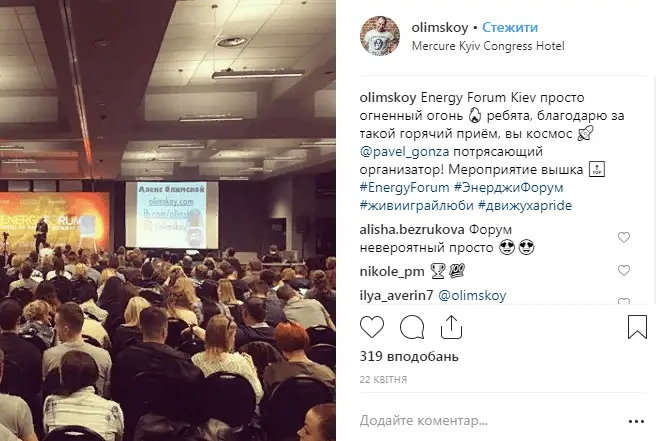 ENERGYFORUM
Алекс Олимской
olimskoy.com
olimskoy • Стежити
Mercure Kyiv Congress Hotel
olimskoy Energy Forum Kiev просто
огненный огонь 🔥 ребята, благодарю за
такой горячий приём, вы космос 🚀
@pavel_gonza потрясающий
организатор! Мероприятие вышка 🔝
#EnergyForum #ЭнерджиФорум
#живииграйлюби #движухаpride
alisha.bezrukova Форум
невероятный просто 😍 😍
nikole_pm 🏆 💯
ilya_averin7 @olimskoy
319 вподобань
22 КВІТНЯ
Додайте коментар...